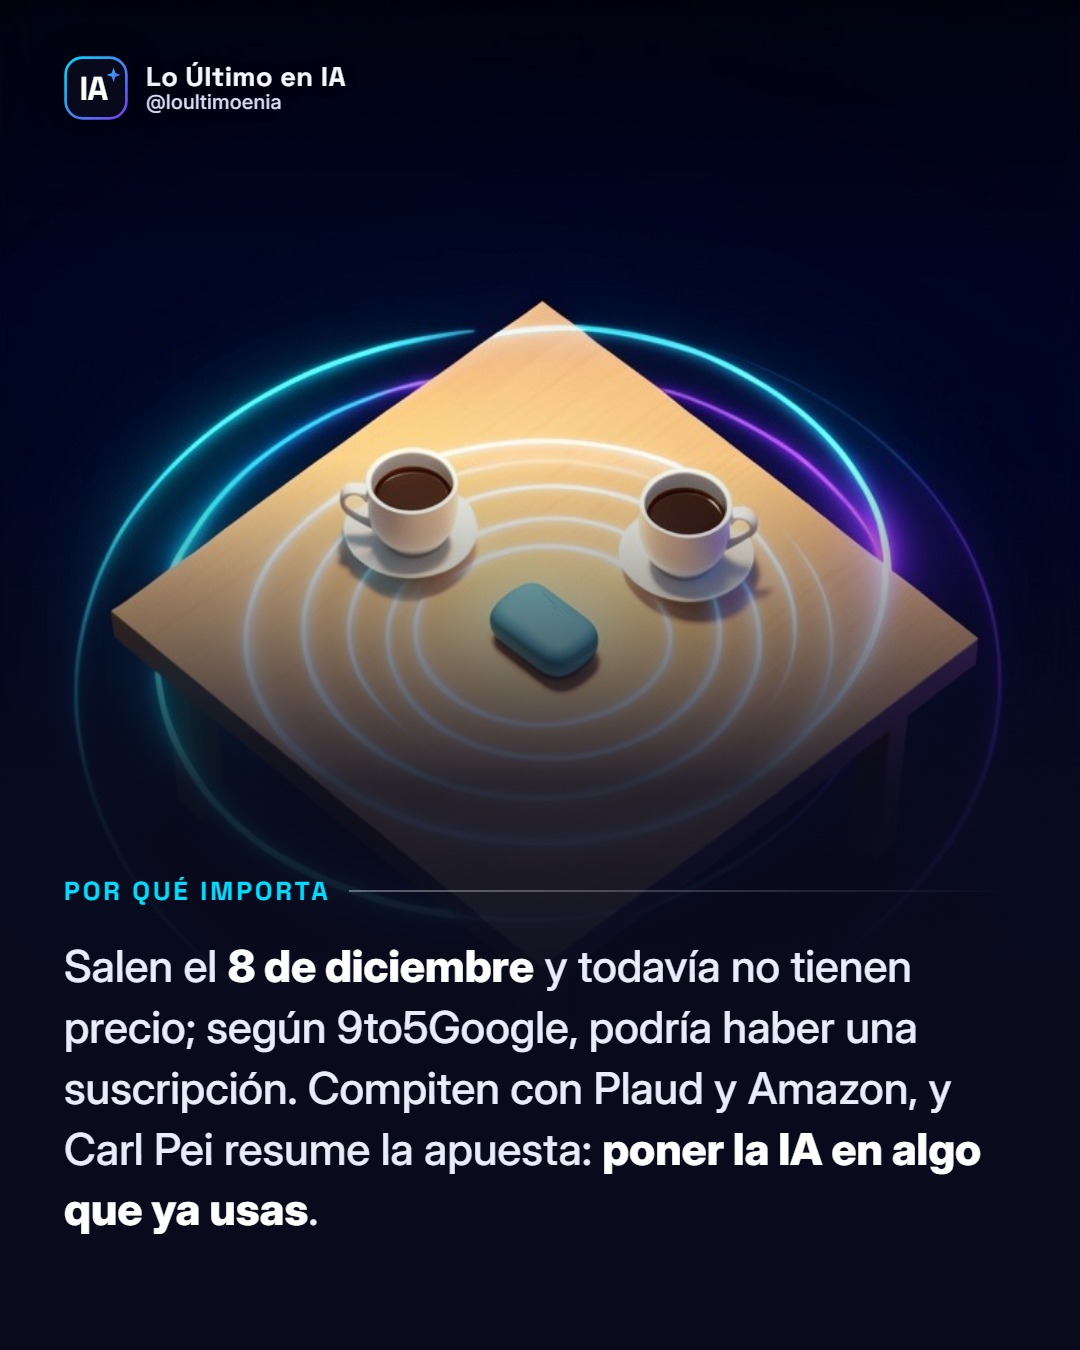 IA
Lo Último en IA
@loultimoenia
POR QUÉ IMPORTA
Salen el 8 de diciembre y todavía no tienen
precio; según 9to5Google, podría haber una
suscripción. Compiten con Plaud y Amazon, y
Carl Pei resume la apuesta: poner la IA en algo
que ya usas.